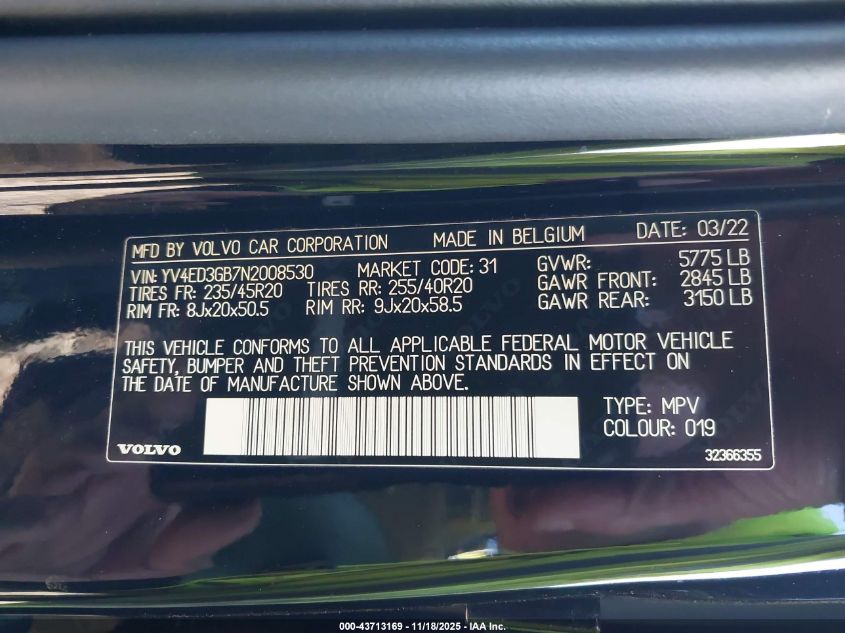 MFD BY VOLVO CAR CORPORATION MADE IN BELGIUM DATE: 03/22
VIN: YV4ED3GB7N2008530 MARKET CODE: 31 GVWR: 5775 LB
TIRES FR: 235/45R20 TIRES RR: 255/40R20 GAWR FRONT: 2845 LB
RIM FR: 8Jx20x50.5 RIM RR: 9Jx20x58.5 GAWR REAR: 3150 LB
THIS VEHICLE CONFORMS TO ALL APPLICABLE FEDERAL MOTOR VEHICLE
SAFETY, BUMPER AND THEFT PREVENTION STANDARDS IN EFFECT ON
THE DATE OF MANUFACTURE SHOWN ABOVE.
TYPE: MPV
COLOUR: 019
VOLVO 32366355
000-43713169 - 11/18/2025 - IAA Inc.